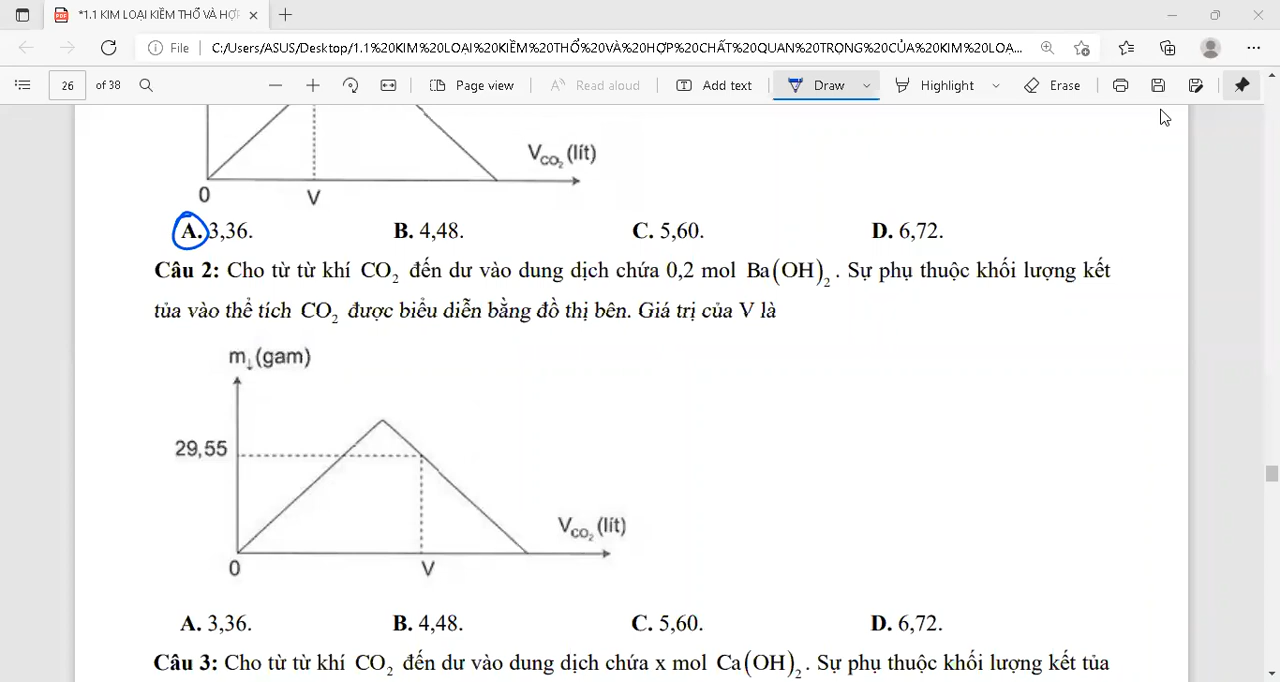 *1.1 KIM LOẠI KIỀM THỔ VÀ HỢP
File C:/Users/ASUS/Desktop/1.1%20KIM%20LOẠI%20KIỀM%20THỔ%20VÀ%20HỢP%20CHẤT%20QUAN%20TRỌNG%20CỦA%20KIM%20LOẠ...
26 of 38 Page view Read aloud Add text Draw Highlight Erase
V_CO₂ (lít)
0 V
A. 3,36. B. 4,48. C. 5,60. D. 6,72.
Câu 2: Cho từ từ khí CO₂ đến dư vào dung dịch chứa 0,2 mol Ba(OH)₂. Sự phụ thuộc khối lượng kết
tủa vào thể tích CO₂ được biểu diễn bằng đồ thị bên. Giá trị của V là
m↓(gam)
29,55
V_CO₂ (lít)
0 V
A. 3,36. B. 4,48. C. 5,60. D. 6,72.
Câu 3: Cho từ từ khí CO₂ đến dư vào dung dịch chứa x mol Ca(OH)₂. Sự phụ thuộc khối lượng kết tủa